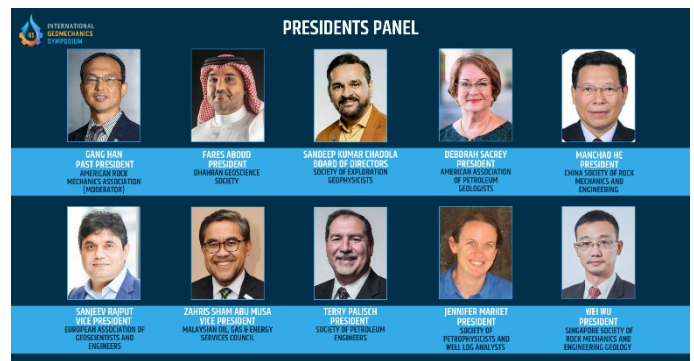 INTERNATIONAL
GEOMECHANICS
SYMPOSIUM
PRESIDENTS PANEL
GANG HAN
PAST PRESIDENT
AMERICAN ROCK
MECHANICS ASSOCIATION
(MODERATOR)
FARES ABOUD
PRESIDENT
DHAHRAN GEOSCIENCE
SOCIETY
SANDEEP KUMAR CHADOLA
BOARD OF DIRECTORS
SOCIETY OF EXPLORATION
GEOPHYSICISTS
DEBORAH SACREY
PRESIDENT
AMERICAN ASSOCIATION
OF PETROLEUM
GEOLOGISTS
MANCHAO HE
PRESIDENT
CHINA SOCIETY OF ROCK
MECHANICS AND
ENGINEERING
SANJEEV RAJPUT
VICE PRESIDENT
EUROPEAN ASSOCIATION OF
GEOSCIENTISTS AND
ENGINEERS
ZAHRIS SHAM ABU MUSA
VICE PRESIDENT
MALAYSIAN OIL, GAS & ENERGY
SERVICES COUNCIL
TERRY PALISCH
PRESIDENT
SOCIETY OF PETROLEUM
ENGINEERS
JENNIFER MARKET
PRESIDENT
SOCIETY OF
PETROPHYSICISTS AND
WELL LOG ANALYSTS
WEI WU
PRESIDENT
SINGAPORE SOCIETY OF
ROCK MECHANICS AND
ENGINEERING GEOLOGY